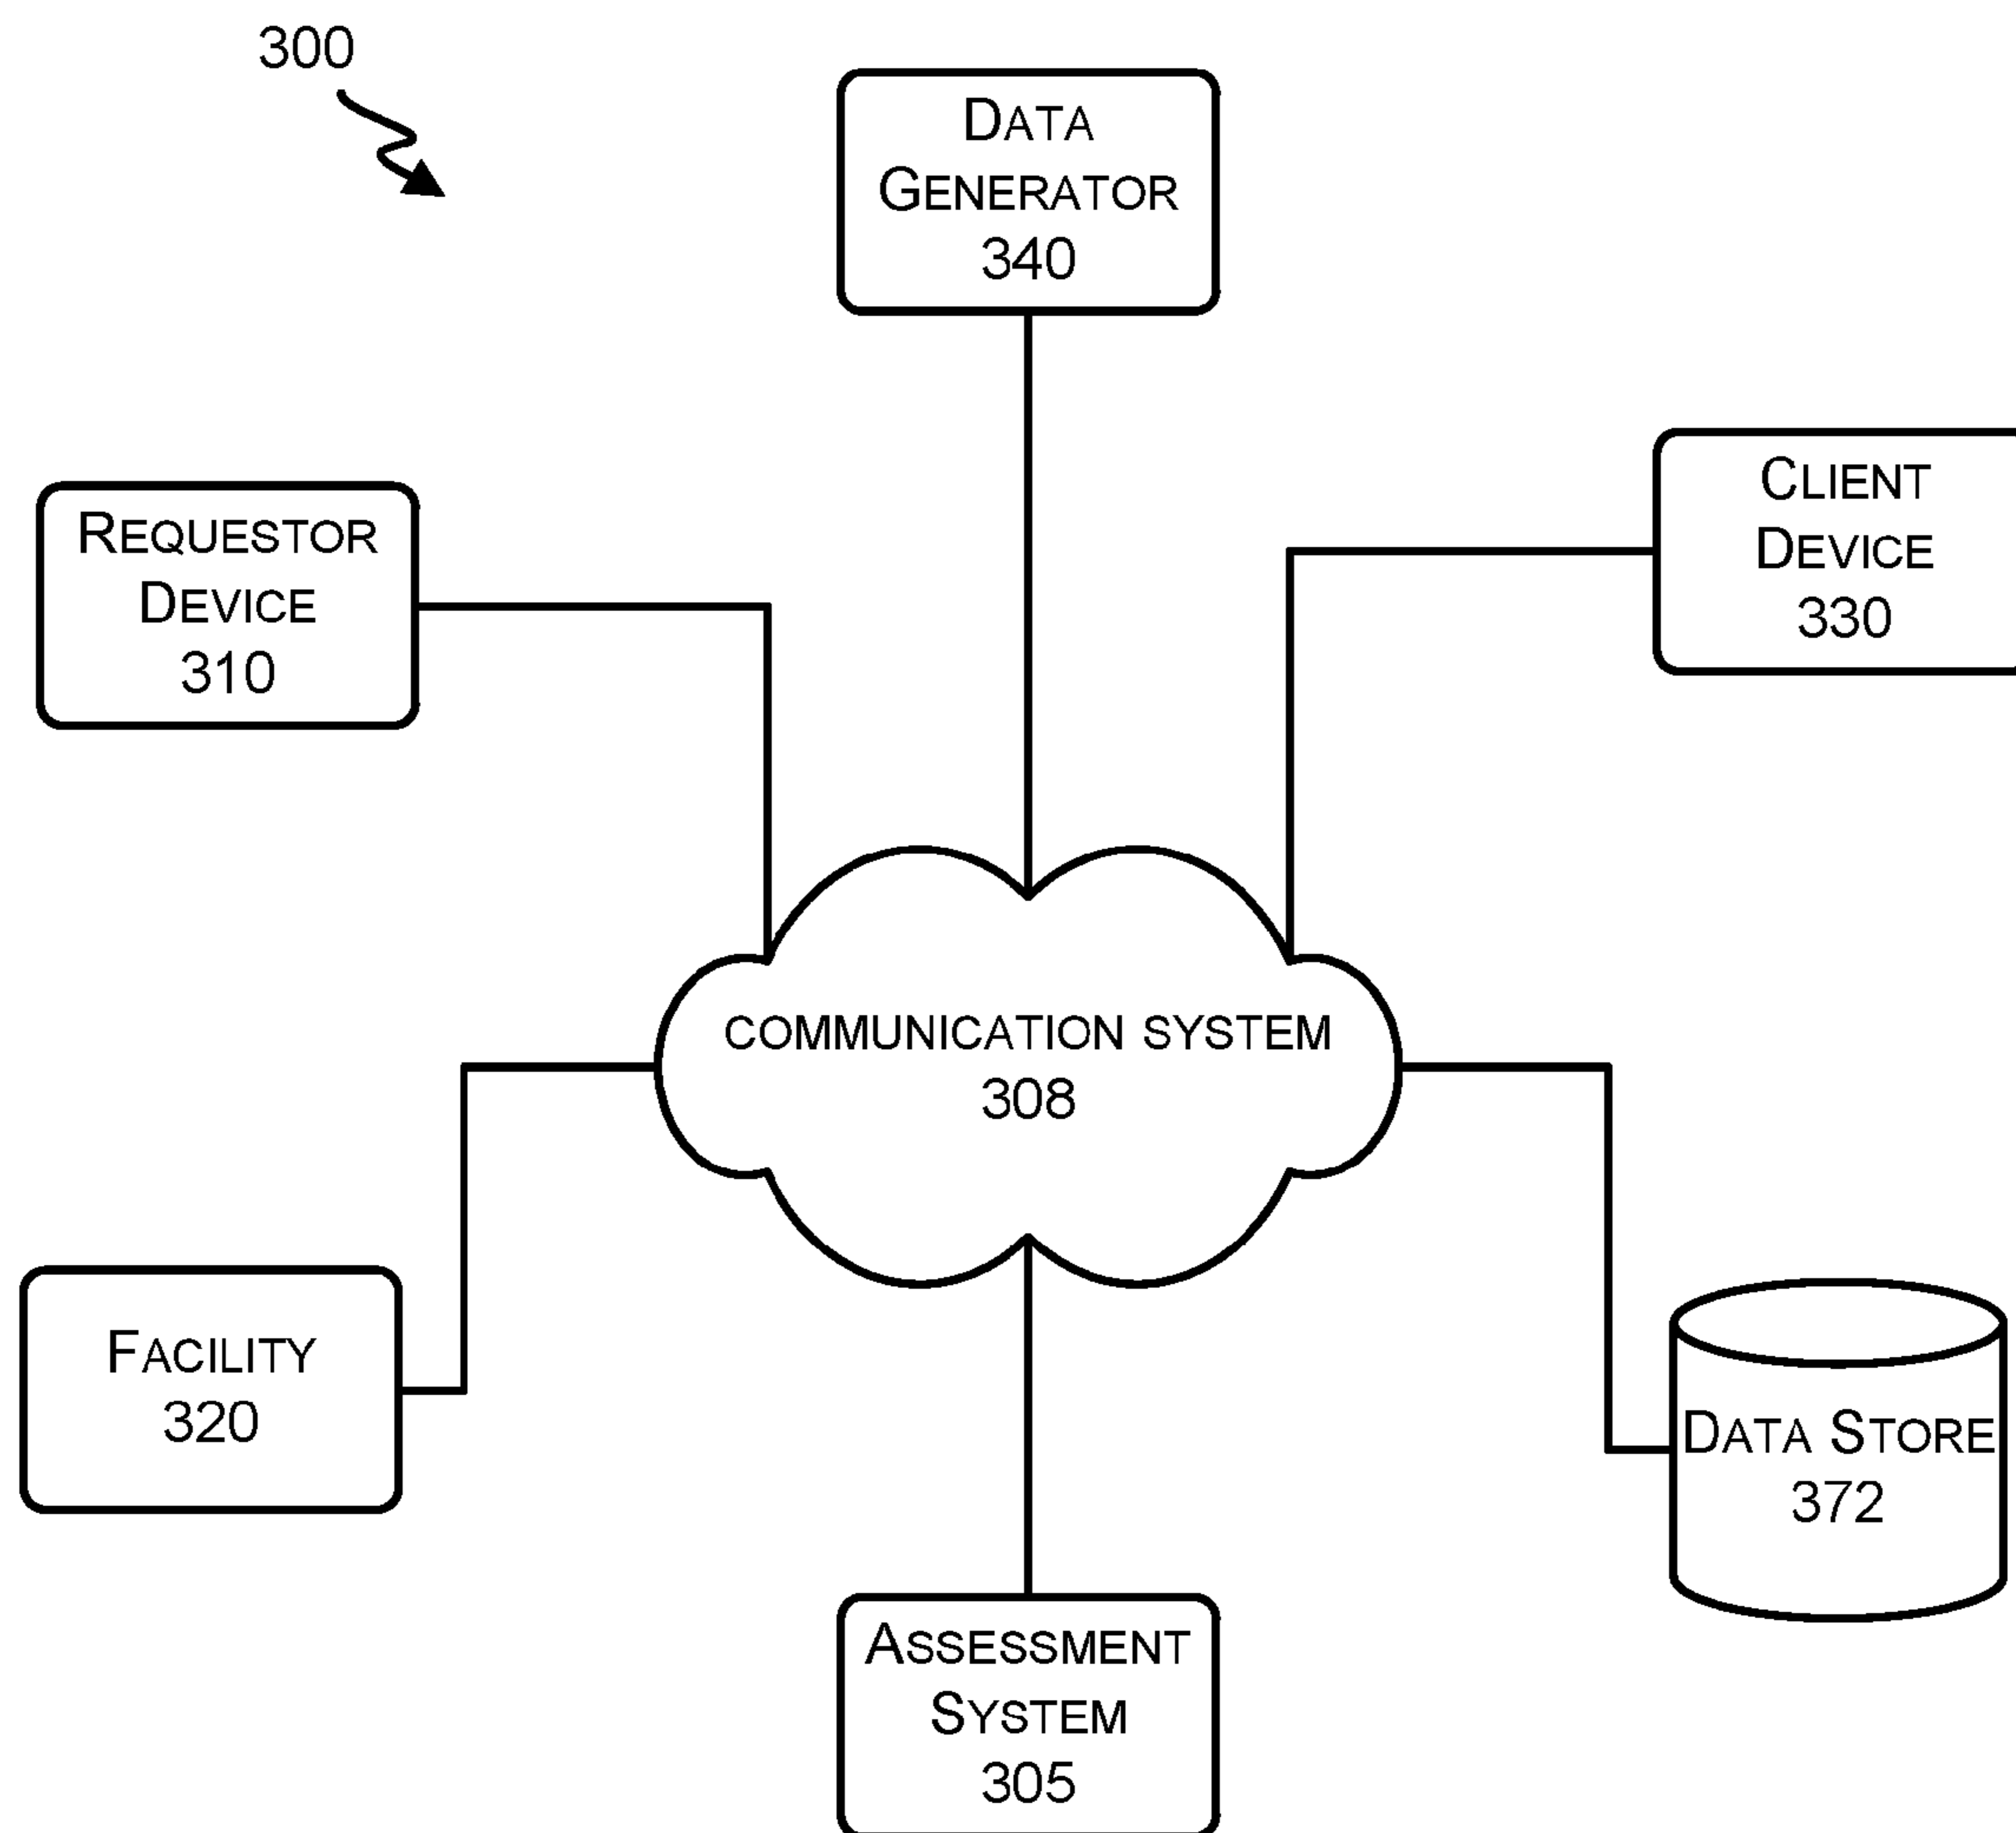 300
DATA
GENERATOR
340
CLIENT
DEVICE
330
REQUESTOR
DEVICE
310
COMMUNICATION SYSTEM
308
FACILITY
320
DATA STORE
372
ASSESSMENT
SYSTEM
305